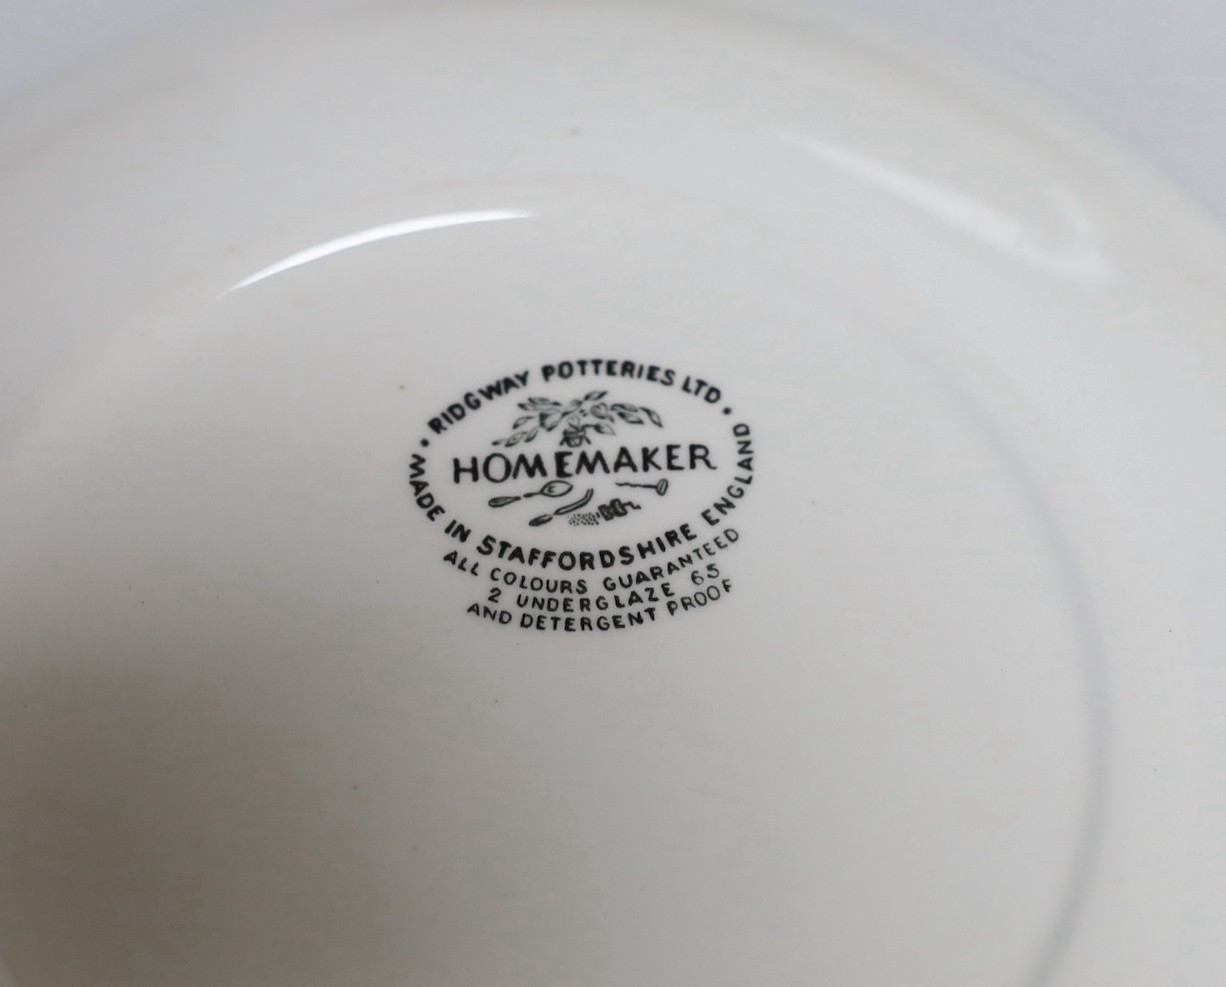 • RIDGWAY POTTERIES LTD •
HOMEMAKER
MADE IN STAFFORDSHIRE ENGLAND
ALL COLOURS GUARANTEED
2 UNDERGLAZE 65
AND DETERGENT PROOF